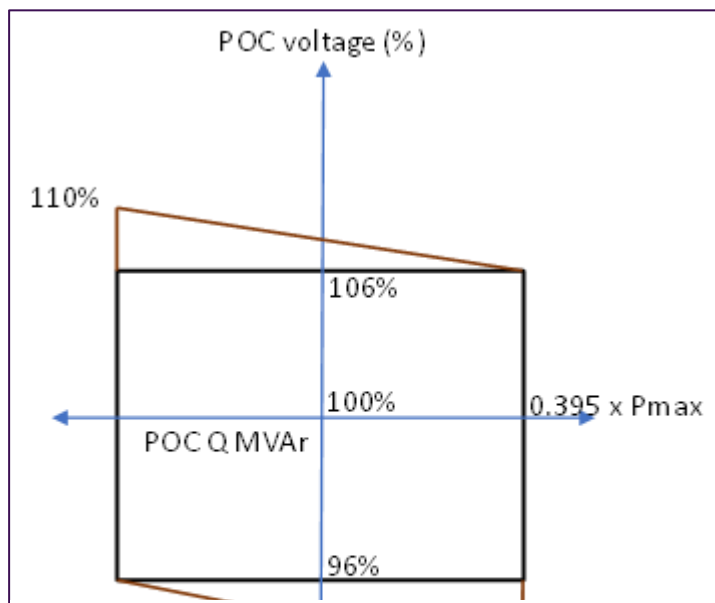 POC voltage (%)
110%
106%
100%
0.395 x Pmax
POC Q MVAr
96%